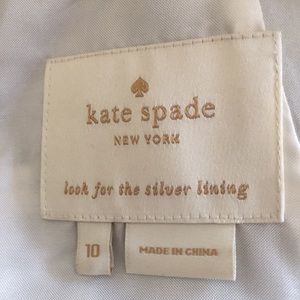 kate spade
NEW YORK
look for the silver lining
10
MADE IN CHINA